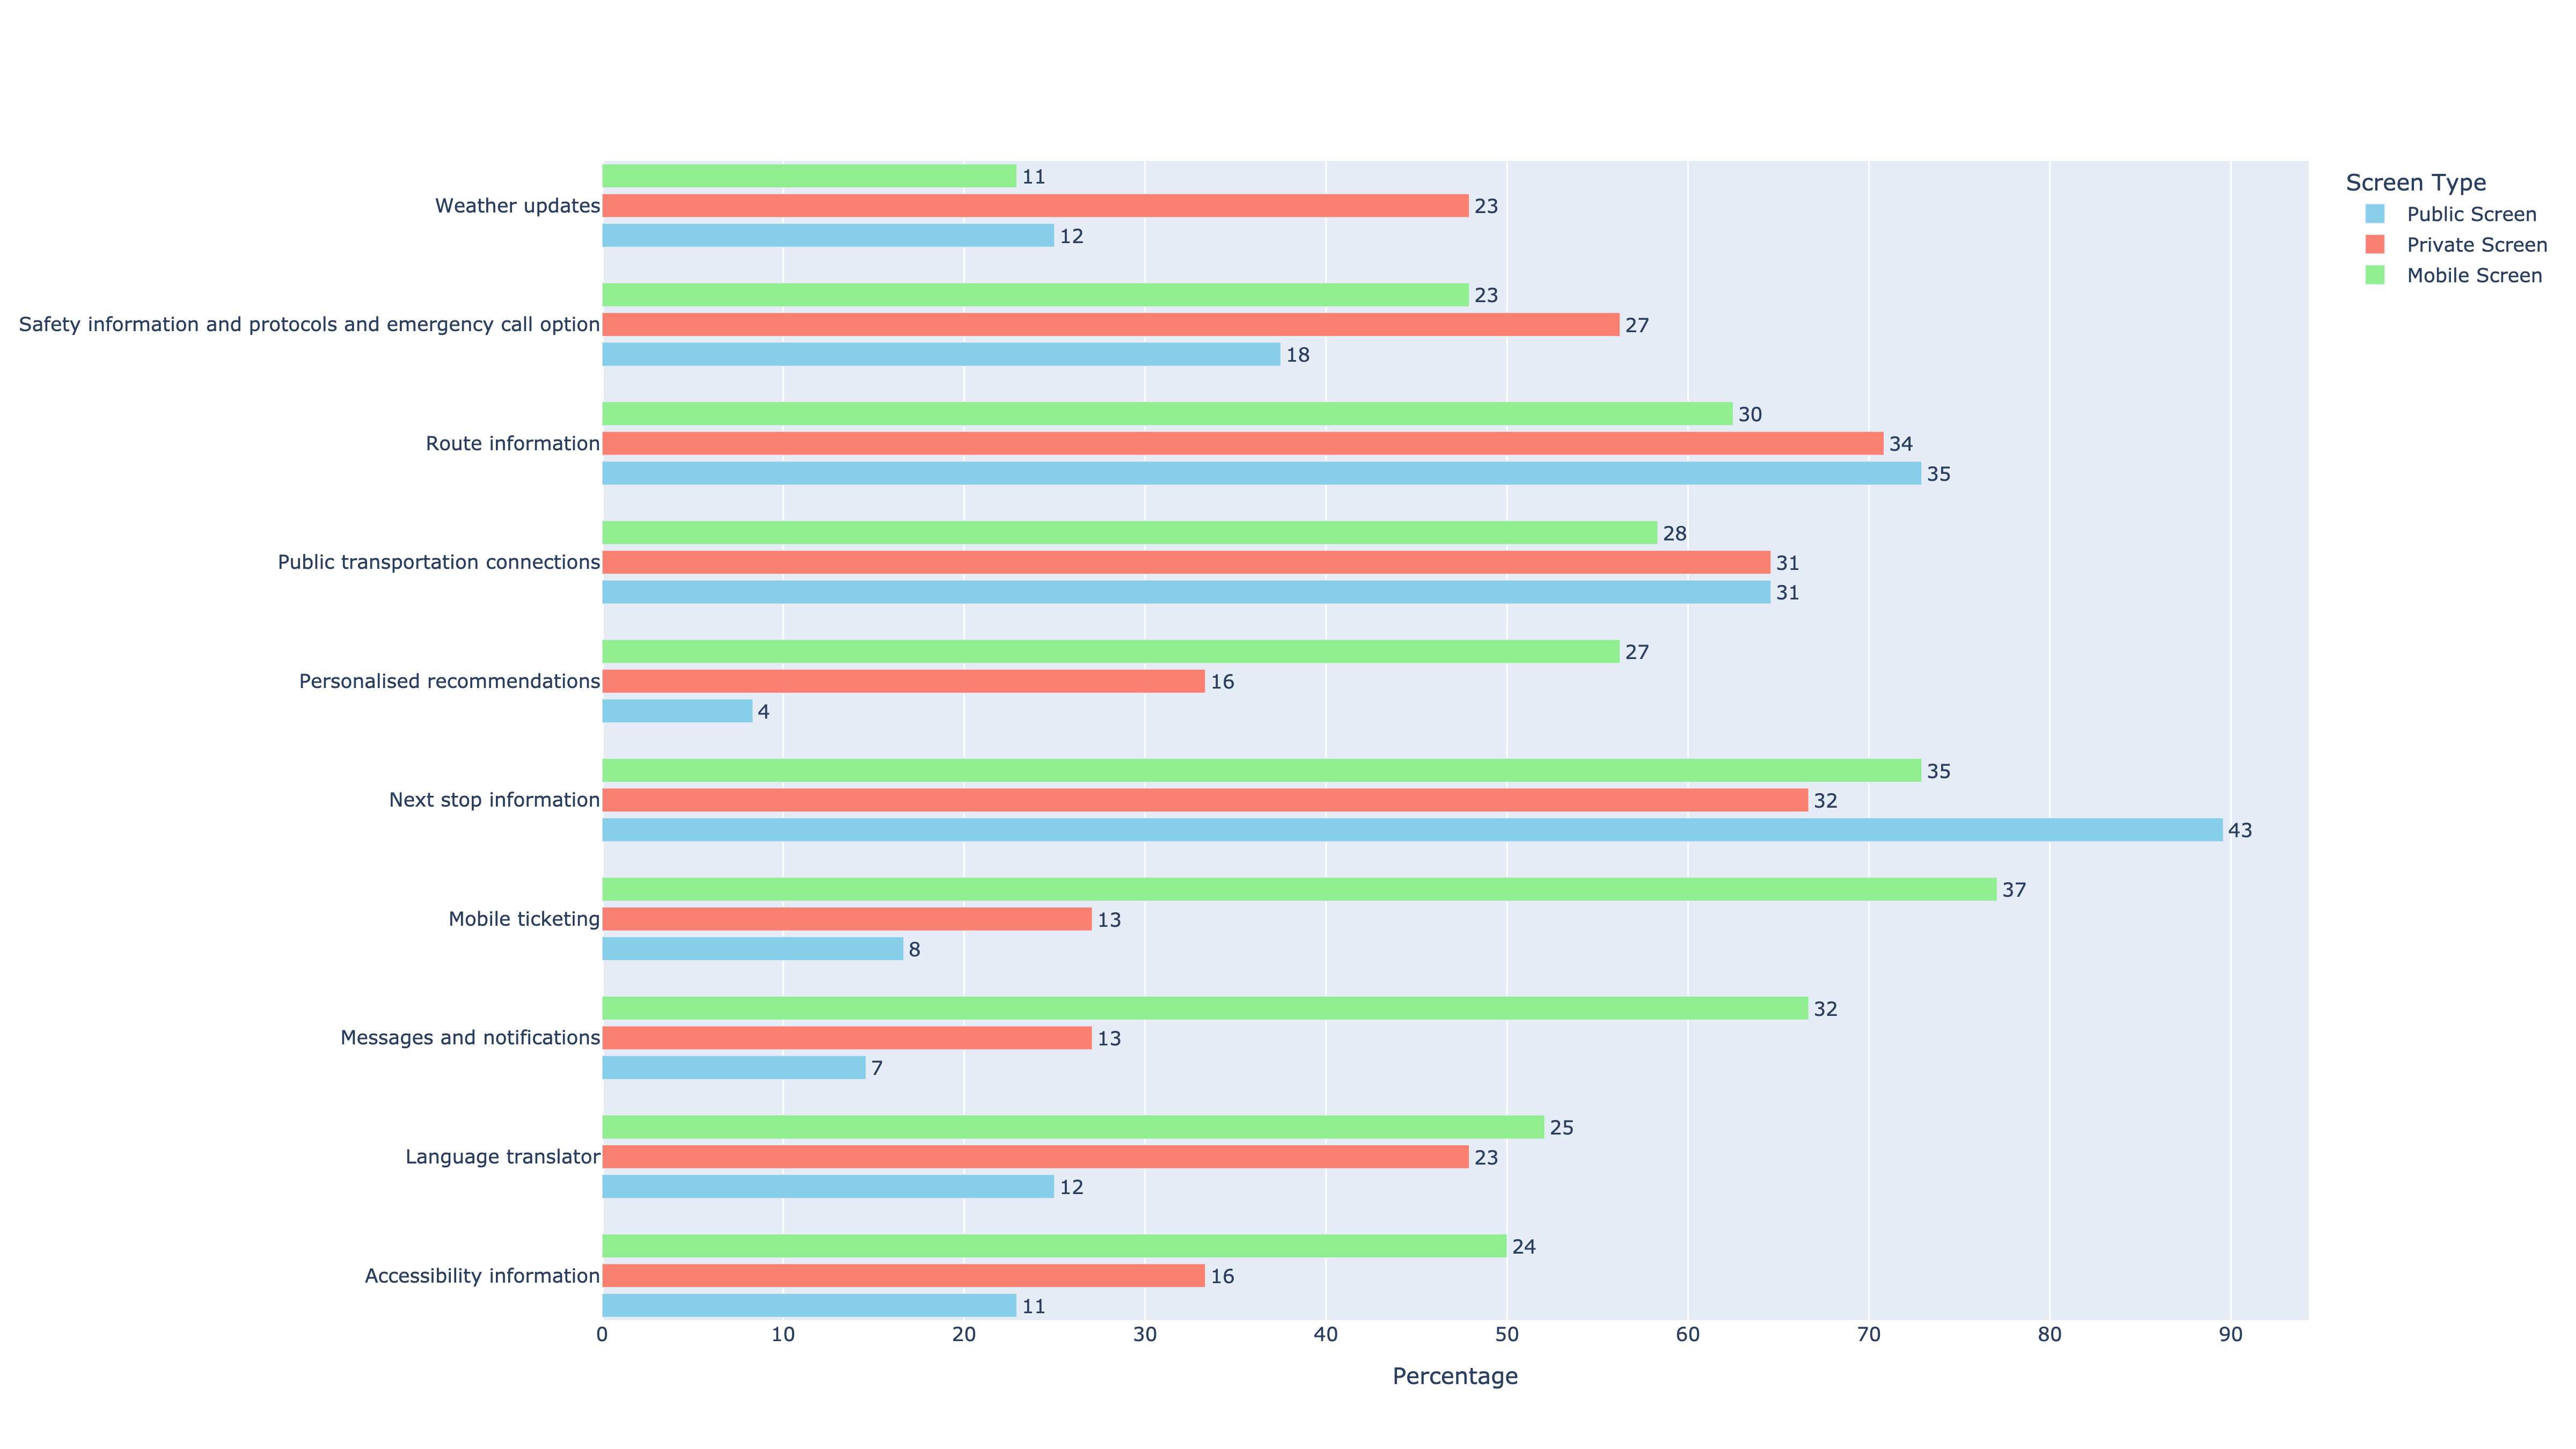 Screen Type
Public Screen
Private Screen
Mobile Screen
Weather updates
11
23
12
Safety information and protocols and emergency call option
23
27
18
Route information
30
34
35
Public transportation connections
28
31
31
Personalised recommendations
27
16
4
Next stop information
35
32
43
Mobile ticketing
37
13
8
Messages and notifications
32
13
7
Language translator
25
23
12
Accessibility information
24
16
11
0 10 20 30 40 50 60 70 80 90
Percentage